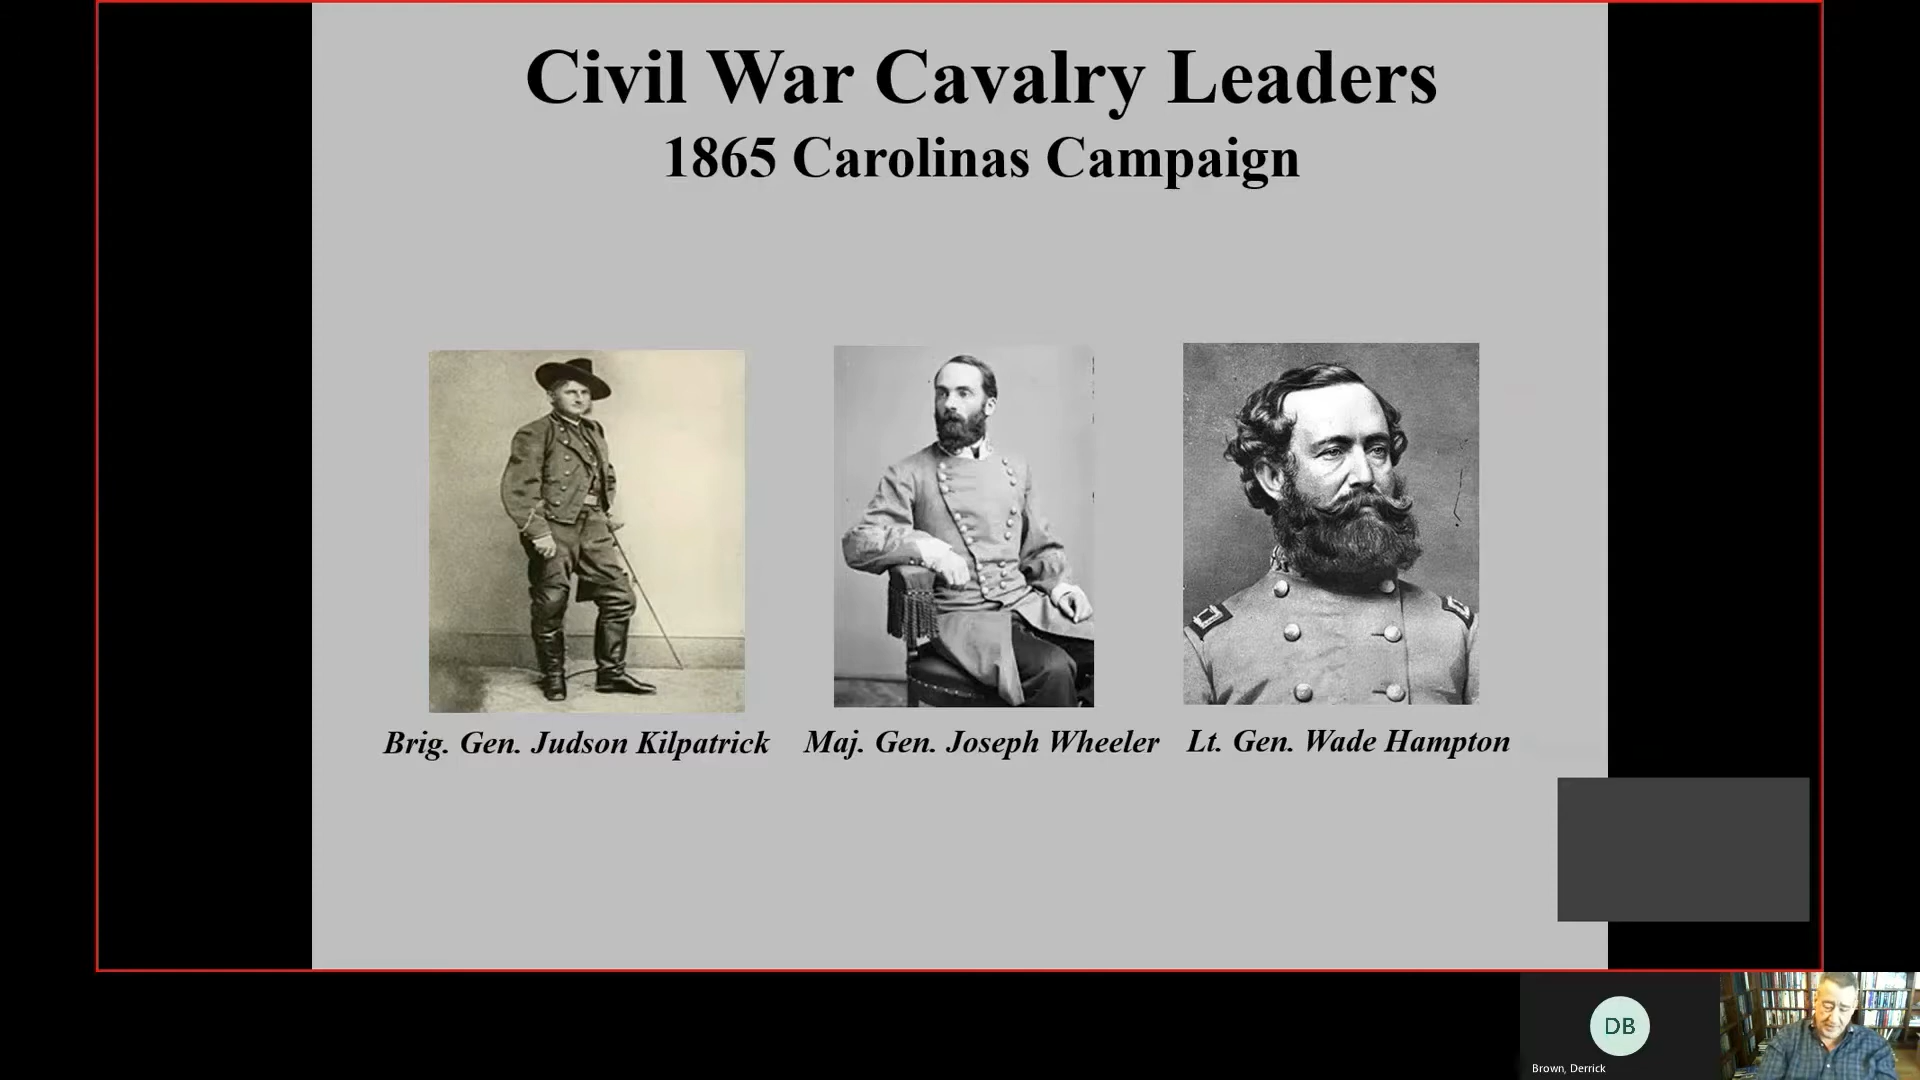 Civil War Cavalry Leaders
1865 Carolinas Campaign
Brig. Gen. Judson Kilpatrick
Maj. Gen. Joseph Wheeler
Lt. Gen. Wade Hampton
DB
Brown, Derrick